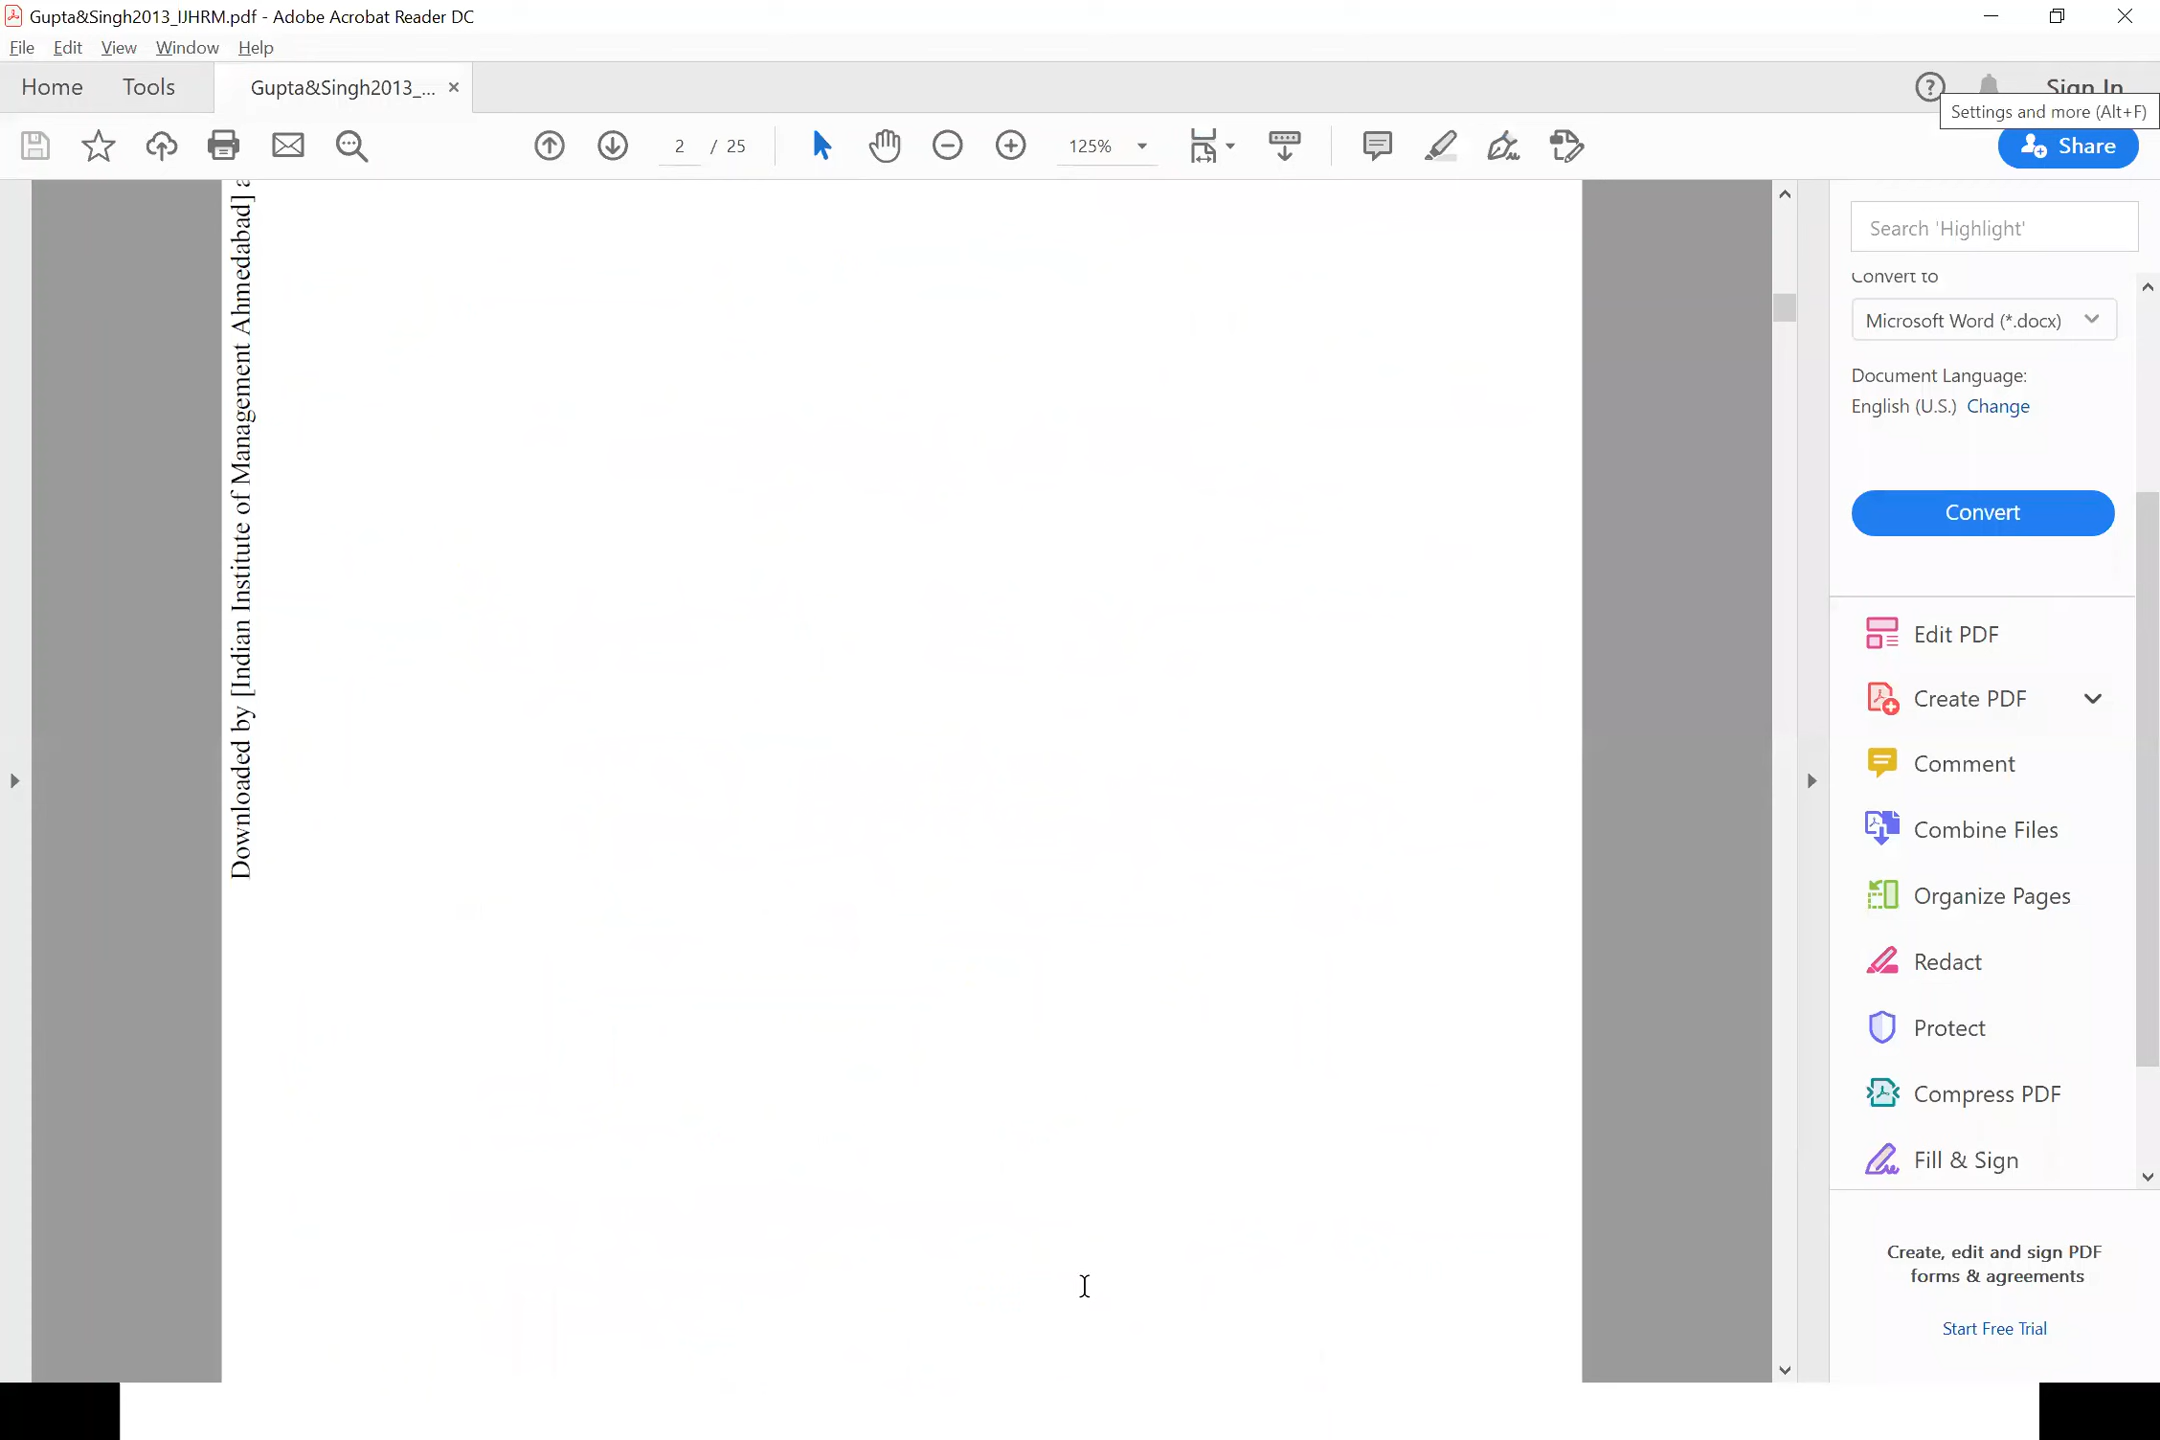 Gupta&Singh2013_IJHRM.pdf - Adobe Acrobat Reader DC
File Edit View Window Help
Home Tools Gupta&Singh2013_... × Sign In
Settings and more (Alt+F)
2 / 25 125% Share
Downloaded by [Indian Institute of Management Ahmedabad] a
Search 'Highlight'
Convert to
Microsoft Word (*.docx)
Document Language:
English (U.S.) Change
Convert
Edit PDF
Create PDF
Comment
Combine Files
Organize Pages
Redact
Protect
Compress PDF
Fill & Sign
Create, edit and sign PDF
forms & agreements
Start Free Trial